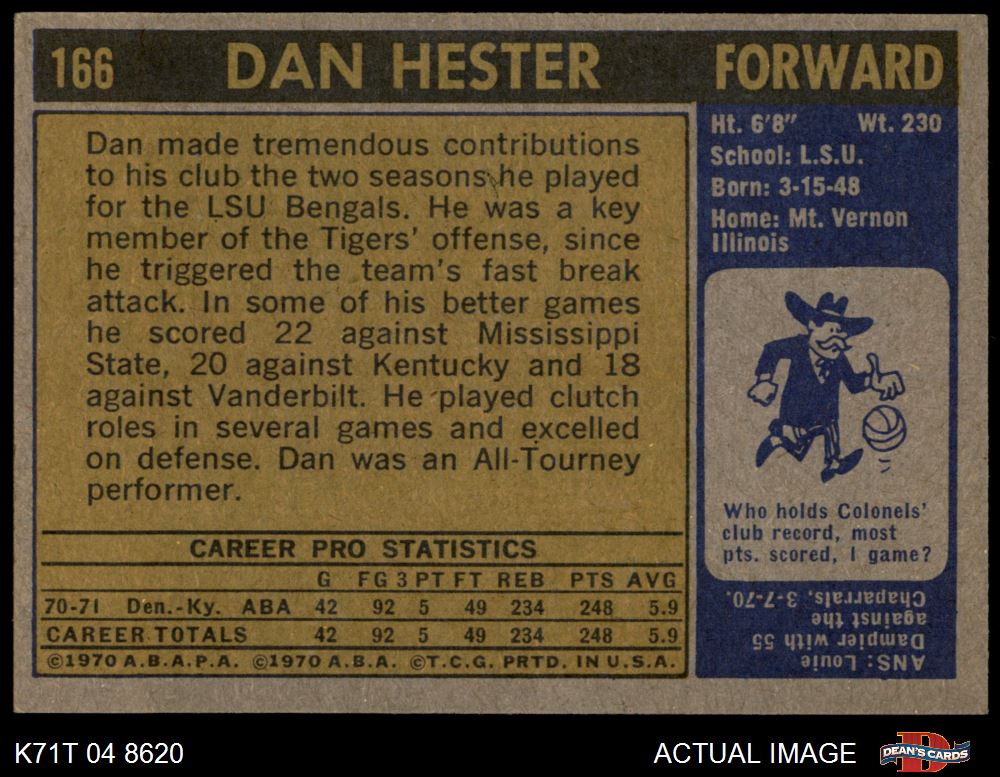 166 DAN HESTER FORWARD
Dan made tremendous contributions
to his club the two seasons he played
for the LSU Bengals. He was a key
member of the Tigers' offense, since
he triggered the team's fast break
attack. In some of his better games
he scored 22 against Mississippi
State, 20 against Kentucky and 18
against Vanderbilt. He played clutch
roles in several games and excelled
on defense. Dan was an All-Tourney
performer.
CAREER PRO STATISTICS
G FG 3 PT FT REB PTS AVG
70-71 Den.-Ky. ABA 42 92 5 49 234 248 5.9
CAREER TOTALS 42 92 5 49 234 248 5.9
©1970 A.B.A.P.A. ©1970 A.B.A. ©T.C.G. PRTD. IN U.S.A.
Ht. 6'8" Wt. 230
School: L.S.U.
Born: 3-15-48
Home: Mt. Vernon
Illinois
Who holds Colonels'
club record, most
pts. scored, 1 game?
ANS: Louie
Dampier with 55
against the
Chaparrals, 3-7-70.
K71T 04 8620 ACTUAL IMAGE D DEAN'S CARDS